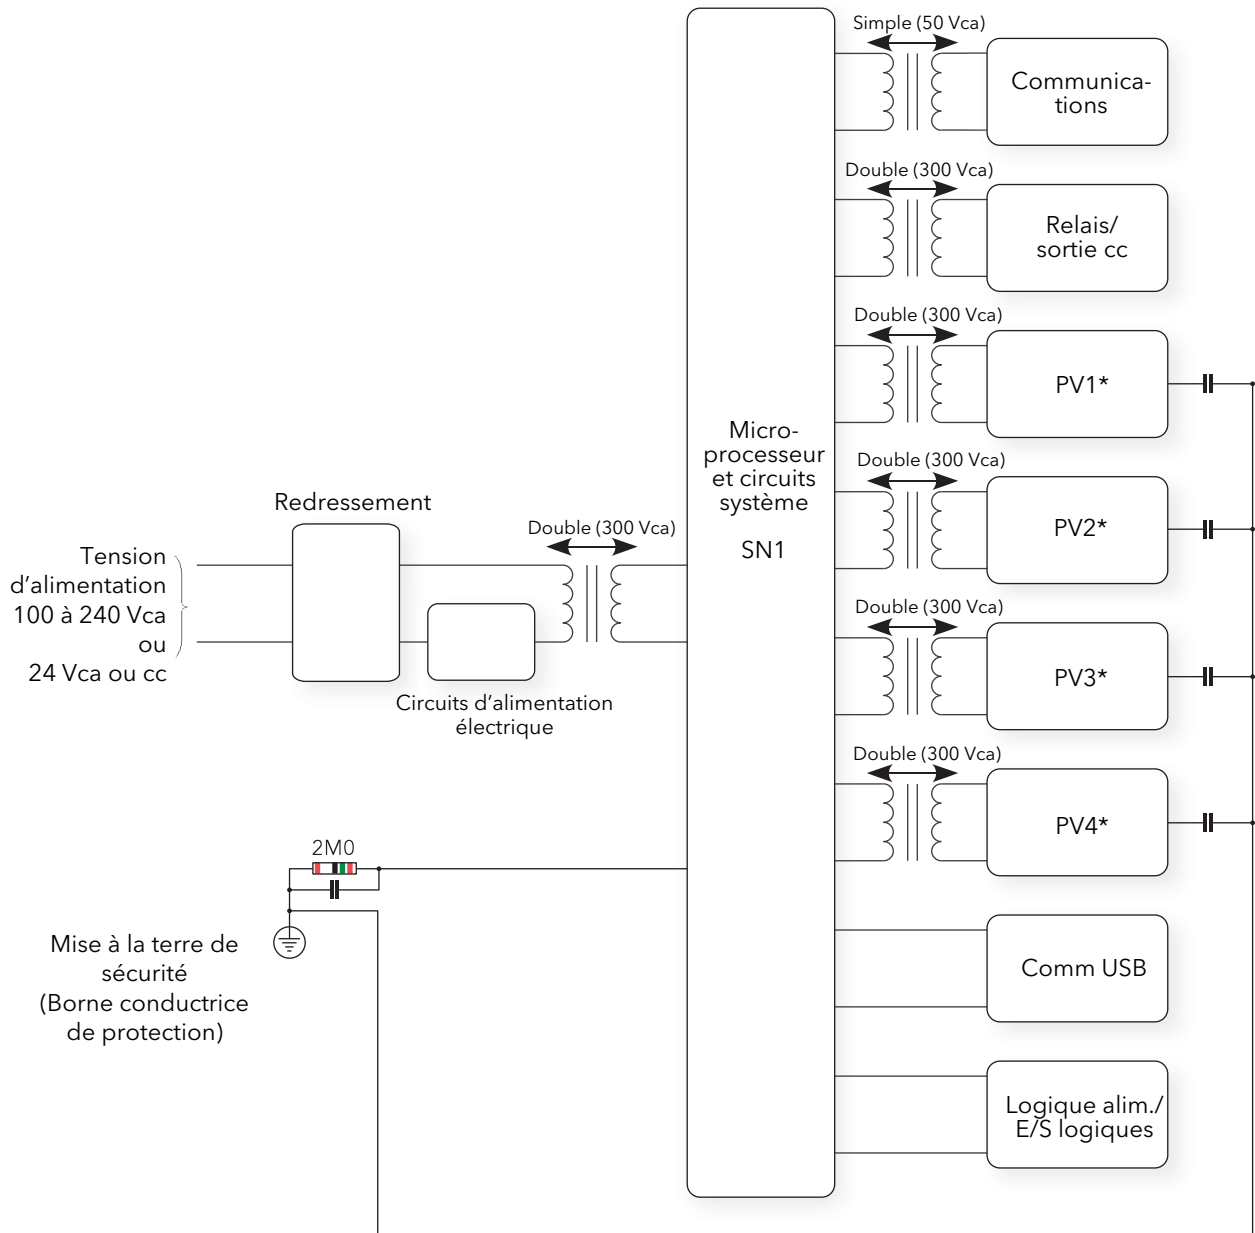 Simple (50 Vca)
Communica-
tions
Double (300 Vca)
Relais/
sortie cc
Double (300 Vca)
PV1*
Micro-
processeur
et circuits
système
SN1
Double (300 Vca)
PV2*
Redressement
Double (300 Vca)
Tension
d'alimentation
100 à 240 Vca
ou
24 Vca ou cc
Circuits d'alimentation
électrique
Double (300 Vca)
PV3*
Double (300 Vca)
PV4*
2M0
Mise à la terre de
sécurité
(Borne conductrice
de protection)
Comm USB
Logique alim./
E/S logiques